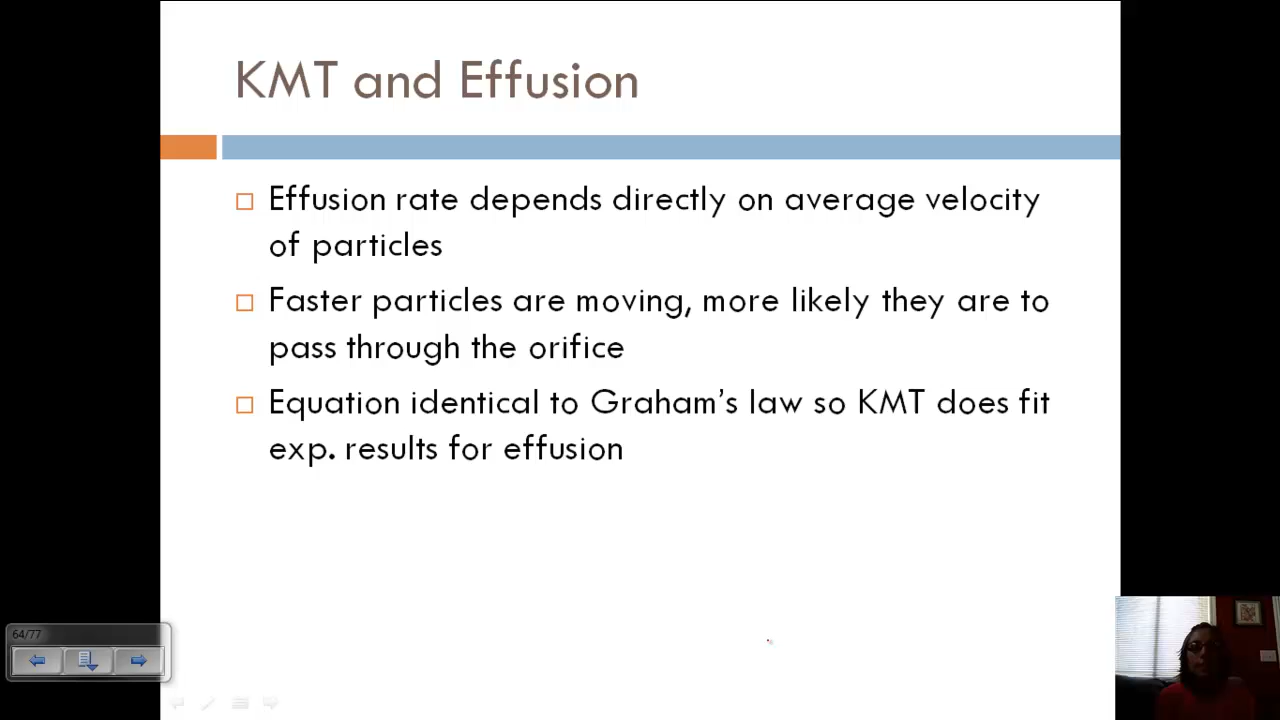 KMT and Effusion
Effusion rate depends directly on average velocity
of particles
Faster particles are moving, more likely they are to
pass through the orifice
Equation identical to Graham's law so KMT does fit
exp. results for effusion
64/77